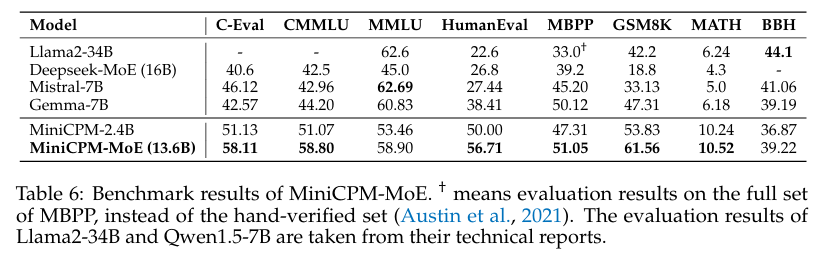 Model C-Eval CMMLU MMLU HumanEval MBPP GSM8K MATH BBH
Llama2-34B - - 62.6 22.6 33.0† 42.2 6.24 44.1
Deepseek-MoE (16B) 40.6 42.5 45.0 26.8 39.2 18.8 4.3 -
Mistral-7B 46.12 42.96 62.69 27.44 45.20 33.13 5.0 41.06
Gemma-7B 42.57 44.20 60.83 38.41 50.12 47.31 6.18 39.19
MiniCPM-2.4B 51.13 51.07 53.46 50.00 47.31 53.83 10.24 36.87
MiniCPM-MoE (13.6B) 58.11 58.80 58.90 56.71 51.05 61.56 10.52 39.22
Table 6: Benchmark results of MiniCPM-MoE. † means evaluation results on the full set
of MBPP, instead of the hand-verified set (Austin et al., 2021). The evaluation results of
Llama2-34B and Qwen1.5-7B are taken from their technical reports.